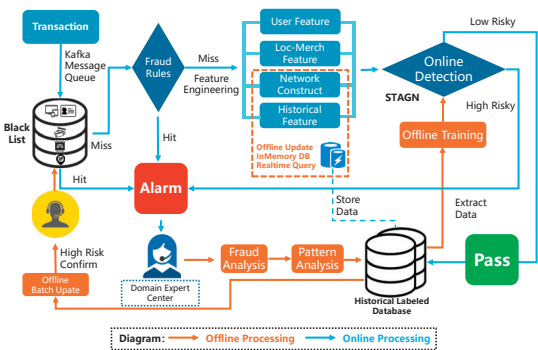 Transaction
Kafka
Message
Queue
Black
List
Miss
Hit
Fraud
Rules
Miss
Feature
Engineering
Hit
User Feature
Loc-Merch
Feature
Network
Construct
Historical
Feature
Offline Update
InMemory DB
Realtime Query
Online
Detection
STAGN
Low Risky
High Risky
Offline Training
Alarm
Store
Data
Extract
Data
High Risk
Confirm
Offline
Batch Upate
Domain Expert
Center
Fraud
Analysis
Pattern
Analysis
Historical Labeled
Database
Pass
Diagram:
Offline Processing
Online Processing